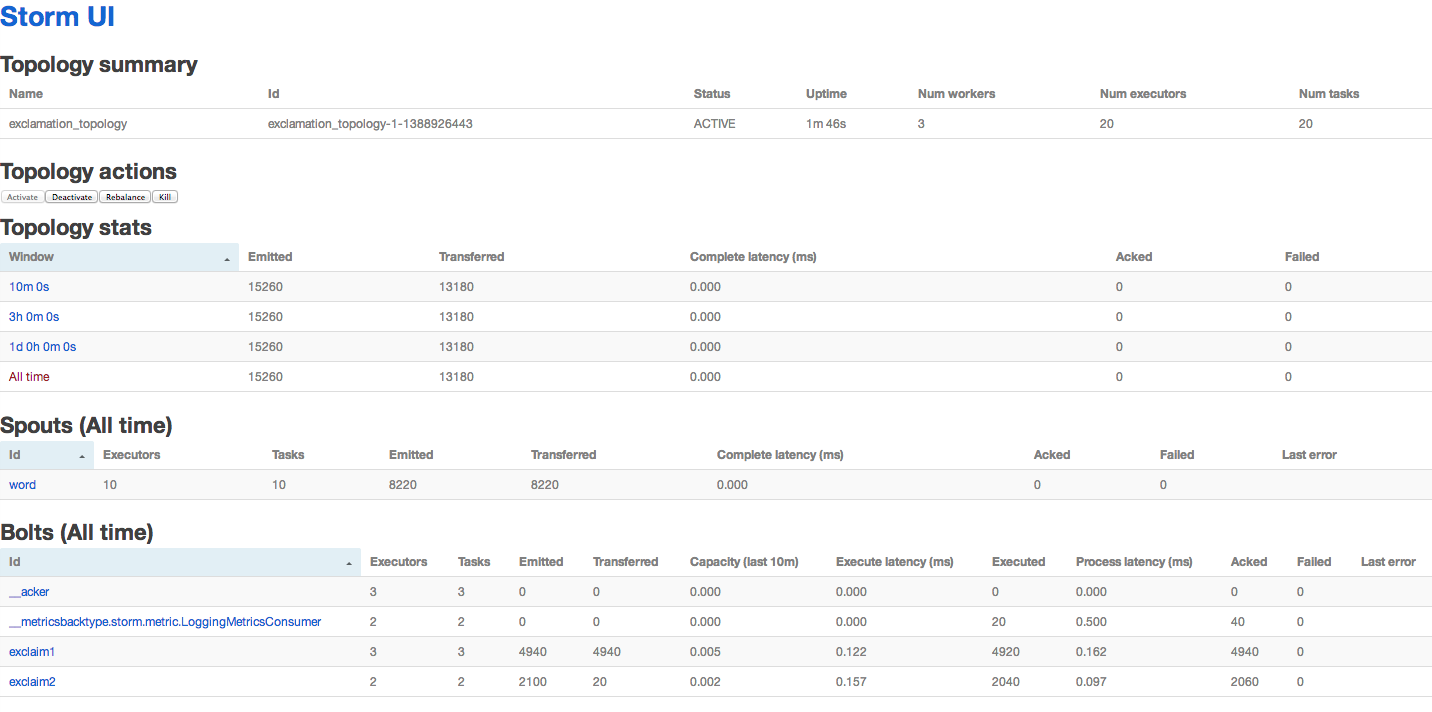 Storm UI
Topology summary
Name Id Status Uptime Num workers Num executors Num tasks
exclamation_topology exclamation_topology-1-1388926443 ACTIVE 1m 46s 3 20 20
Topology actions
Activate Deactivate Rebalance Kill
Topology stats
Window Emitted Transferred Complete latency (ms) Acked Failed
10m 0s 15260 13180 0.000 0 0
3h 0m 0s 15260 13180 0.000 0 0
1d 0h 0m 0s 15260 13180 0.000 0 0
All time 15260 13180 0.000 0 0
Spouts (All time)
Id Executors Tasks Emitted Transferred Complete latency (ms) Acked Failed Last error
word 10 10 8220 8220 0.000 0 0
Bolts (All time)
Id Executors Tasks Emitted Transferred Capacity (last 10m) Execute latency (ms) Executed Process latency (ms) Acked Failed Last error
__acker 3 3 0 0 0.000 0.000 0 0.000 0 0
__metricsbacktype.storm.metric.LoggingMetricsConsumer 2 2 0 0 0.000 0.000 20 0.500 40 0
exclaim1 3 3 4940 4940 0.005 0.122 4920 0.162 4940 0
exclaim2 2 2 2100 20 0.002 0.157 2040 0.097 2060 0